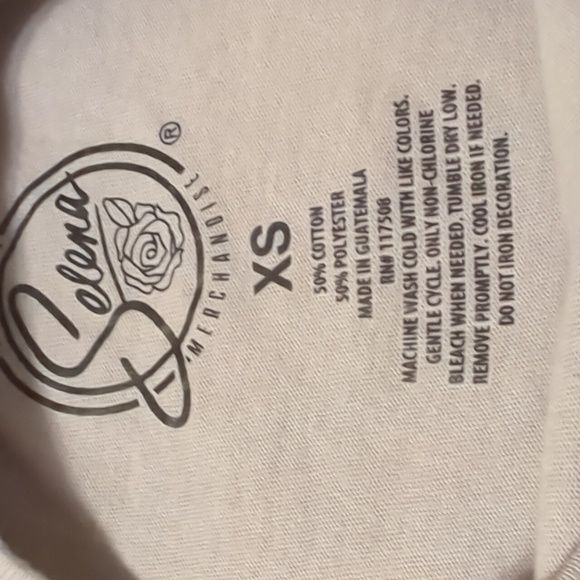 Selena
®
MERCHANDISE
XS
50% COTTON
50% POLYESTER
MADE IN GUATEMALA
RN# 117508
MACHINE WASH COLD WITH LIKE COLORS.
GENTLE CYCLE. ONLY NON-CHLORINE
BLEACH WHEN NEEDED. TUMBLE DRY LOW.
REMOVE PROMPTLY. COOL IRON IF NEEDED.
DO NOT IRON DECORATION.